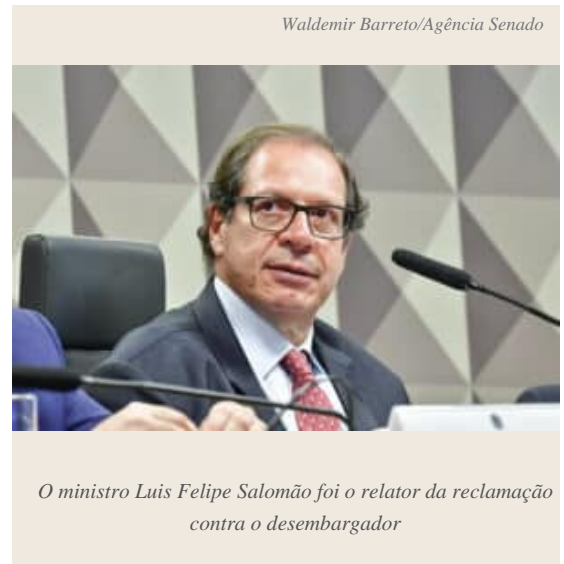 Waldemir Barreto/Agência Senado
O ministro Luis Felipe Salomão foi o relator da reclamação
contra o desembargador